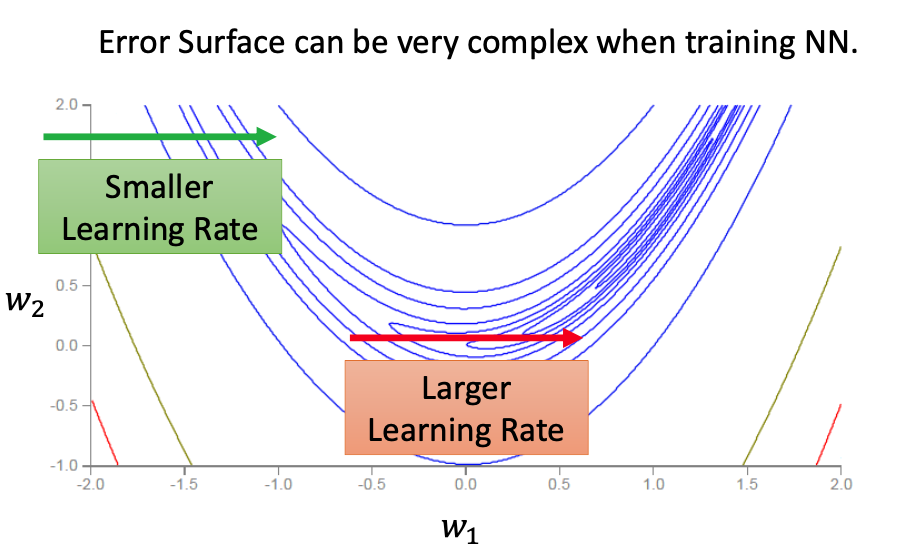 Error Surface can be very complex when training NN.
2.0
Smaller
Learning Rate
0.5
w₂
0.0
Larger
Learning Rate
-0.5
-1.0
-2.0 -1.5 -1.0 -0.5 0.0 0.5 1.0 1.5 2.0
w₁